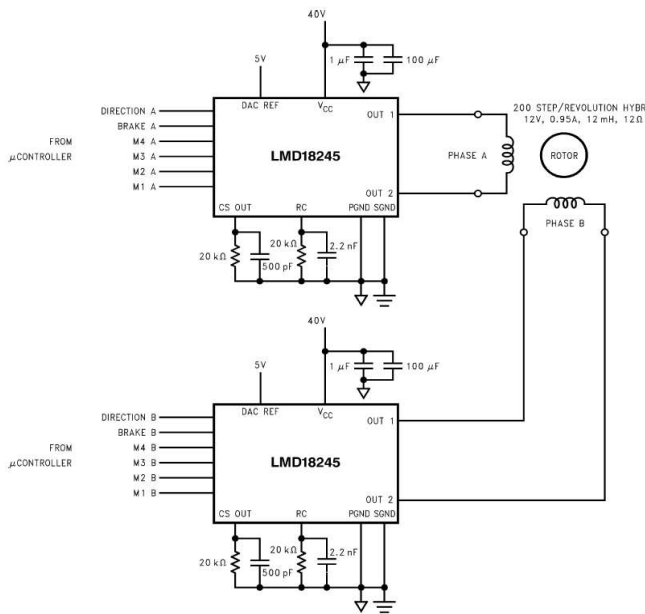 40V
5V
1 μF
100 μF
DAC REF
VCC
DIRECTION A
BRAKE A
M4 A
M3 A
M2 A
M1 A
FROM
μCONTROLLER
LMD18245
OUT 1
OUT 2
CS OUT
RC
PGND
SGND
20 kΩ
500 pF
20 kΩ
2.2 nF
200 STEP/REVOLUTION HYBR
12V, 0.95A, 12 mH, 12Ω
PHASE A
ROTOR
PHASE B
40V
5V
1 μF
100 μF
DAC REF
VCC
DIRECTION B
BRAKE B
M4 B
M3 B
M2 B
M1 B
FROM
μCONTROLLER
LMD18245
OUT 1
OUT 2
CS OUT
RC
PGND
SGND
20 kΩ
500 pF
20 kΩ
2.2 nF